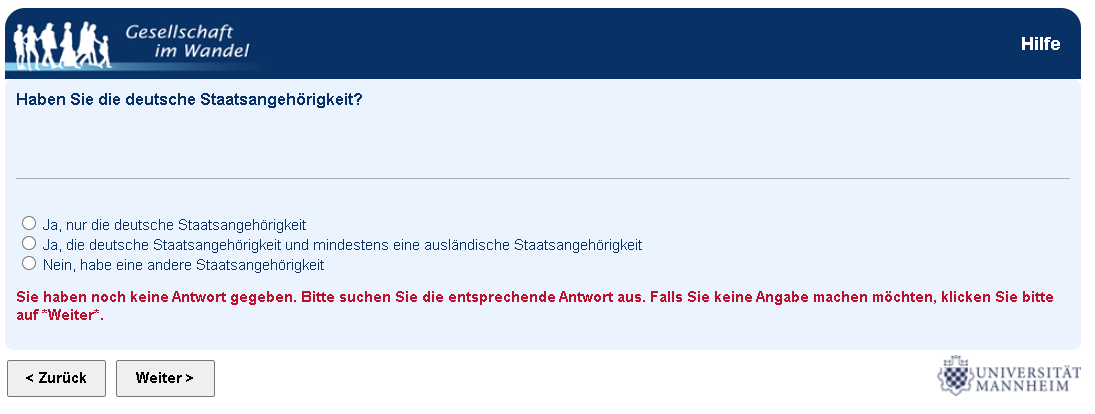 Gesellschaft
im Wandel
Hilfe
Haben Sie die deutsche Staatsangehörigkeit?
Ja, nur die deutsche Staatsangehörigkeit
Ja, die deutsche Staatsangehörigkeit und mindestens eine ausländische Staatsangehörigkeit
Nein, habe eine andere Staatsangehörigkeit
Sie haben noch keine Antwort gegeben. Bitte suchen Sie die entsprechende Antwort aus. Falls Sie keine Angabe machen möchten, klicken Sie bitte
auf *Weiter*.
< Zurück
Weiter >
UNIVERSITÄT
MANNHEIM